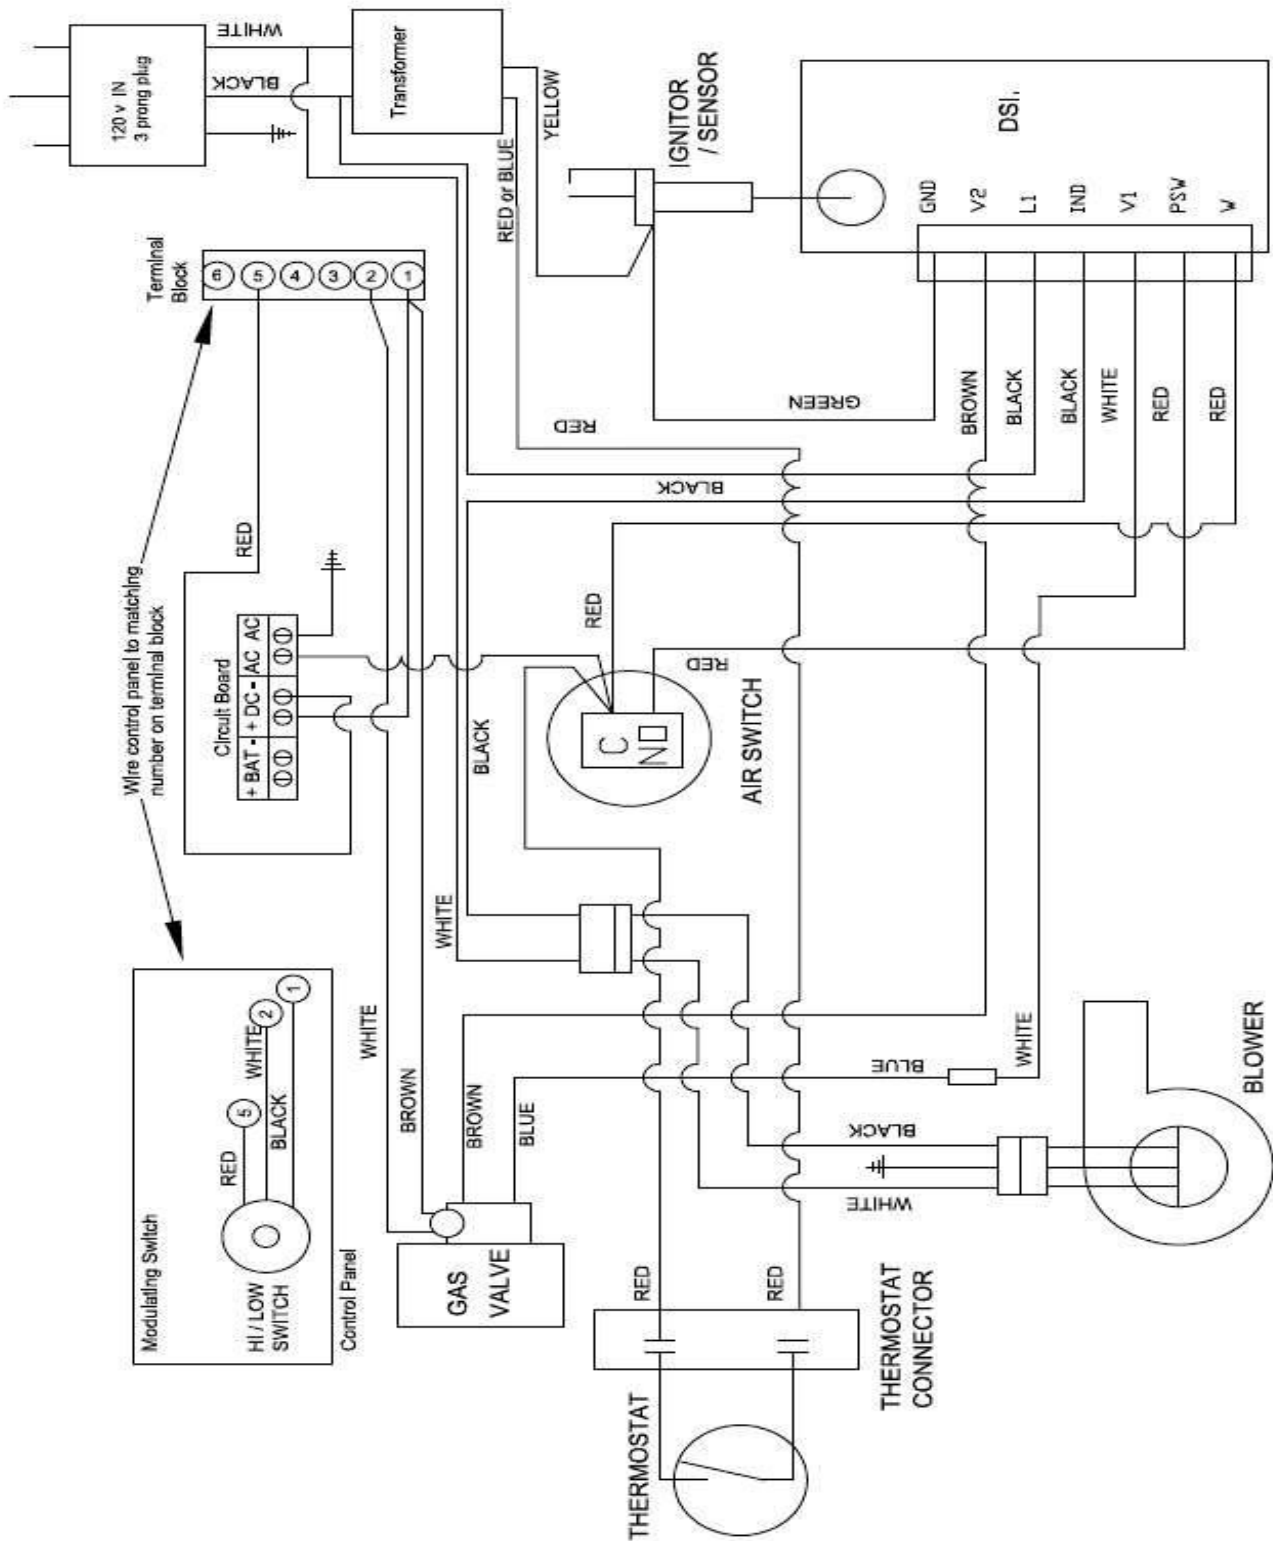 WHITE
BLACK
120 v IN
3 prong plug
Transformer
YELLOW
RED or BLUE
IGNITOR
/ SENSOR
DSI.
GND
V2
L1
IND
V1
PSW
W
Terminal
Block
6
5
4
3
2
1
GREEN
BROWN
BLACK
BLACK
WHITE
RED
RED
RED
BLACK
RED
Wire control panel to matching
number on terminal block
Circuit Board
+ BAT - + DC - AC AC
RED
RED
BLACK
C
NO
AIR SWITCH
WHITE
Modulating Switch
5
2
1
RED
WHITE
BLACK
HI / LOW
SWITCH
Control Panel
WHITE
BROWN
BROWN
BLUE
GAS
VALVE
BLUE
WHITE
BLACK
WHITE
BLOWER
RED
RED
THERMOSTAT
CONNECTOR
THERMOSTAT